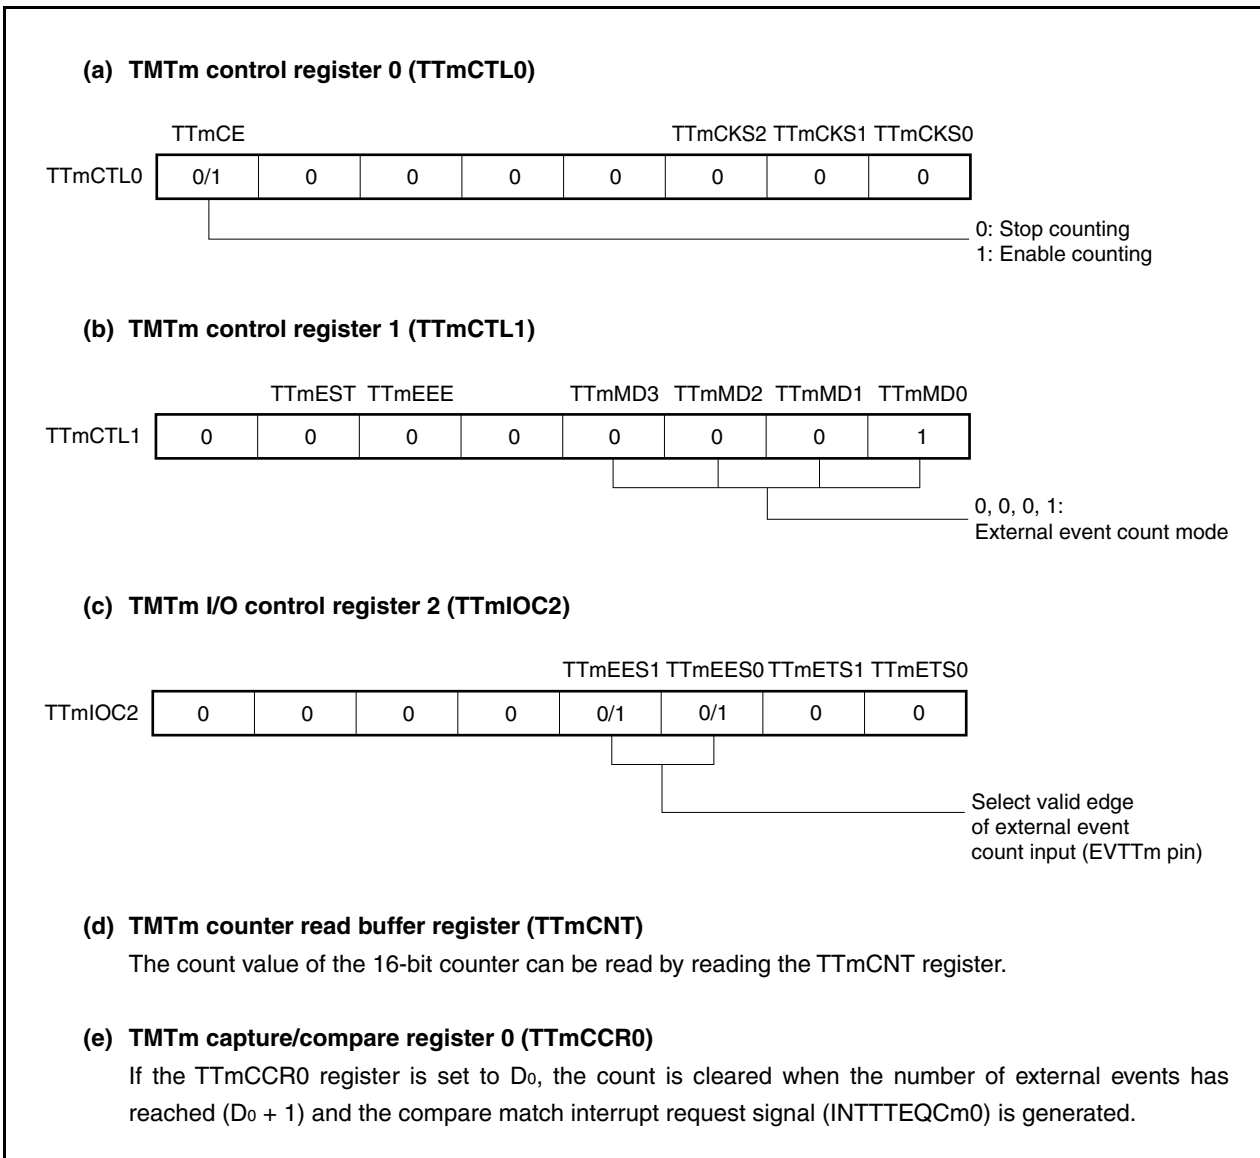 (a) TMTm control register 0 (TTmCTL0)
TTmCE TTmCKS2 TTmCKS1 TTmCKS0
TTmCTL0 0/1 0 0 0 0 0 0 0
0: Stop counting
1: Enable counting
(b) TMTm control register 1 (TTmCTL1)
TTmEST TTmEEE TTmMD3 TTmMD2 TTmMD1 TTmMD0
TTmCTL1 0 0 0 0 0 0 0 1
0, 0, 0, 1:
External event count mode
(c) TMTm I/O control register 2 (TTmIOC2)
TTmEES1 TTmEES0 TTmETS1 TTmETS0
TTmIOC2 0 0 0 0 0/1 0/1 0 0
Select valid edge
of external event
count input (EVTTm pin)
(d) TMTm counter read buffer register (TTmCNT)
The count value of the 16-bit counter can be read by reading the TTmCNT register.
(e) TMTm capture/compare register 0 (TTmCCR0)
If the TTmCCR0 register is set to D0, the count is cleared when the number of external events has
reached (D0 + 1) and the compare match interrupt request signal (INTTTEQCm0) is generated.